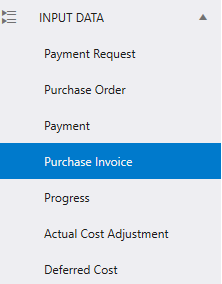 INPUT DATA
Payment Request
Purchase Order
Payment
Purchase Invoice
Progress
Actual Cost Adjustment
Deferred Cost